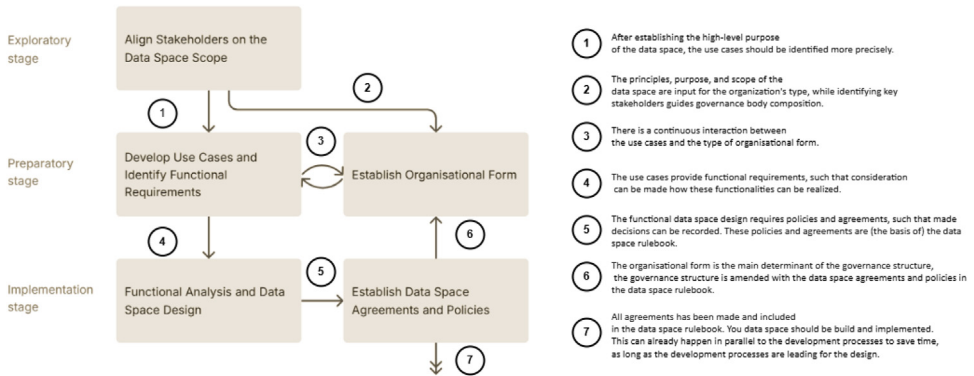 Exploratory
stage
Align Stakeholders on the
Data Space Scope
1
2
Preparatory
stage
Develop Use Cases and
Identify Functional
Requirements
3
Establish Organisational Form
4
6
Implementation
stage
Functional Analysis and Data
Space Design
5
Establish Data Space
Agreements and Policies
7
1
After establishing the high-level purpose
of the data space, the use cases should be identified more precisely.
2
The principles, purpose, and scope of the
data space are input for the organization's type, while identifying key
stakeholders guides governance body composition.
3
There is a continuous interaction between
the use cases and the type of organisational form.
4
The use cases provide functional requirements, such that consideration
can be made how these functionalities can be realized.
5
The functional data space design requires policies and agreements, such that made
decisions can be recorded. These policies and agreements are (the basis of) the data
space rulebook.
6
The organisational form is the main determinant of the governance structure,
the governance structure is amended with the data space agreements and policies in
the data space rulebook.
7
All agreements has been made and included
in the data space rulebook. You data space should be build and implemented.
This can already happen in parallel to the development processes to save time,
as long as the development processes are leading for the design.